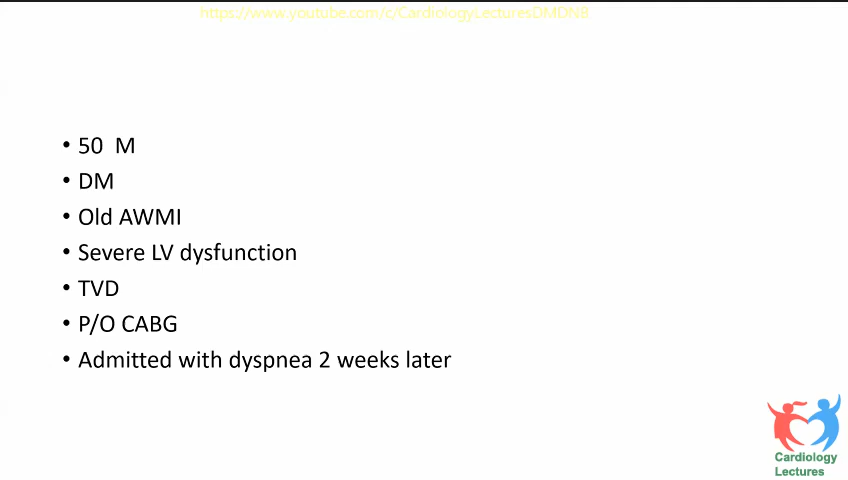 https://www.youtube.com/c/CardiologyLecturesDMDNB
• 50 M
• DM
• Old AWMI
• Severe LV dysfunction
• TVD
• P/O CABG
• Admitted with dyspnea 2 weeks later
Cardiology
Lectures